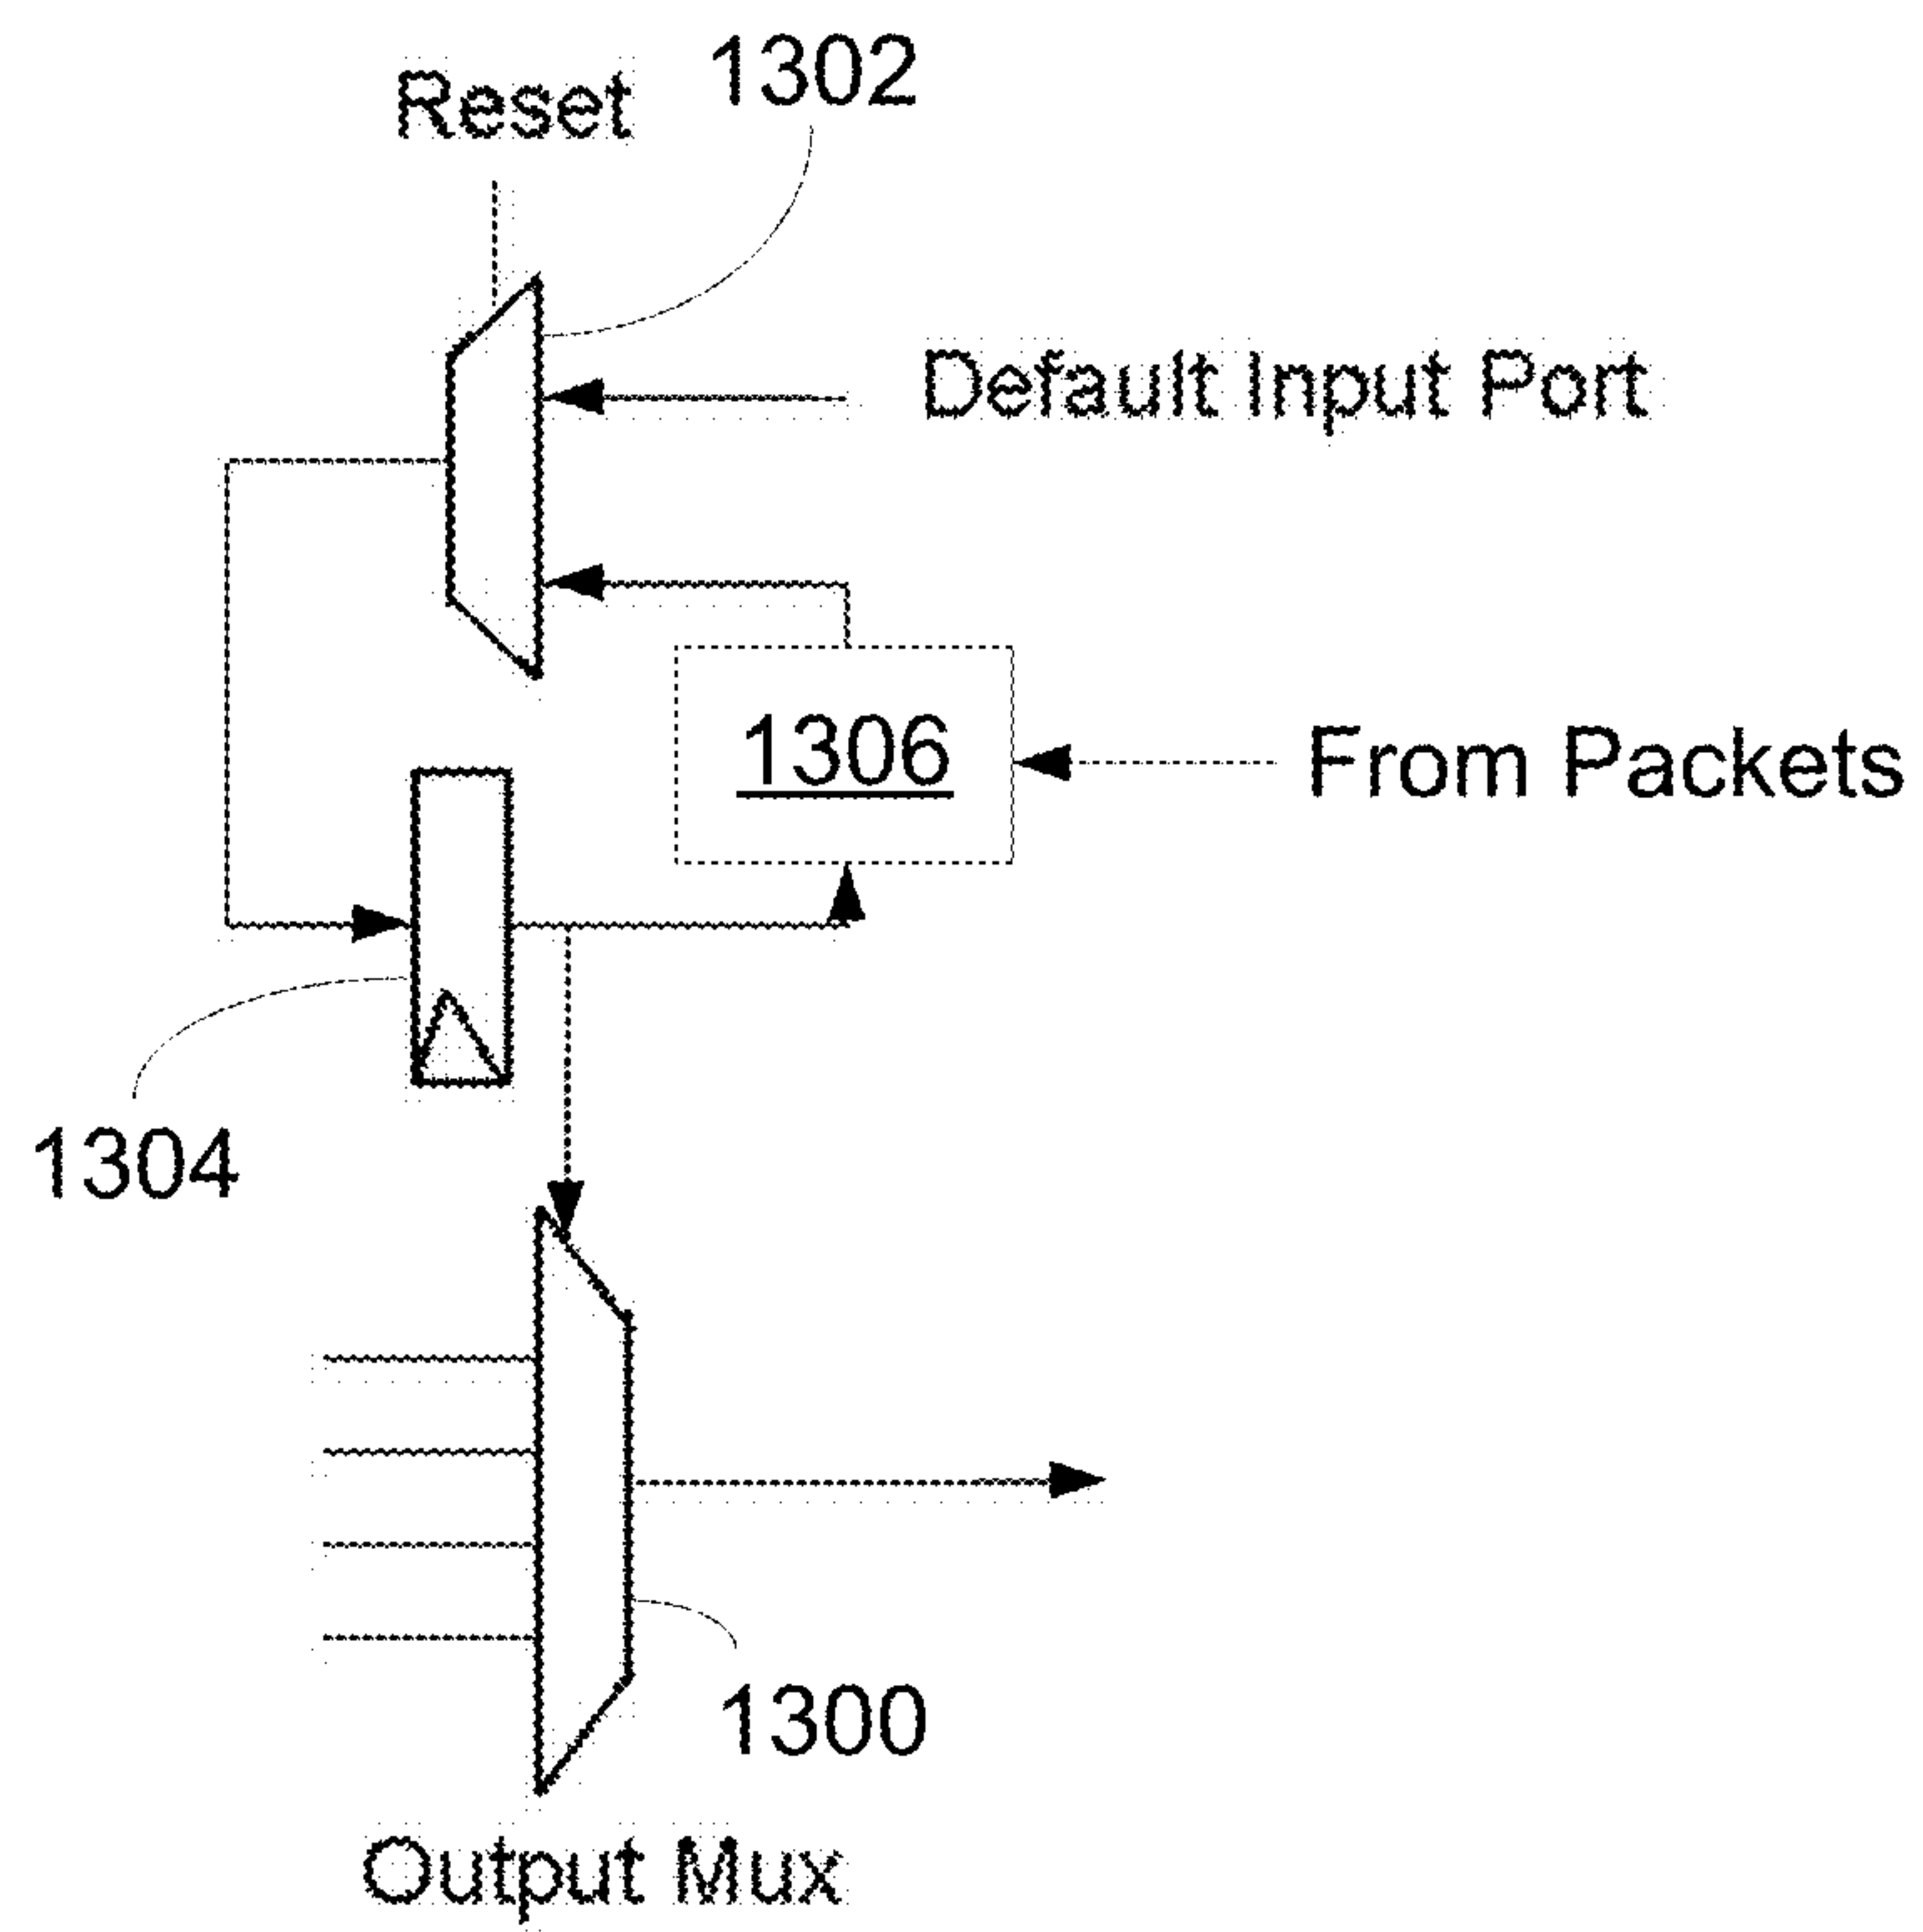 1302
Reset
Default Input Port
1306
From Packets
1304
1300
Output Mux